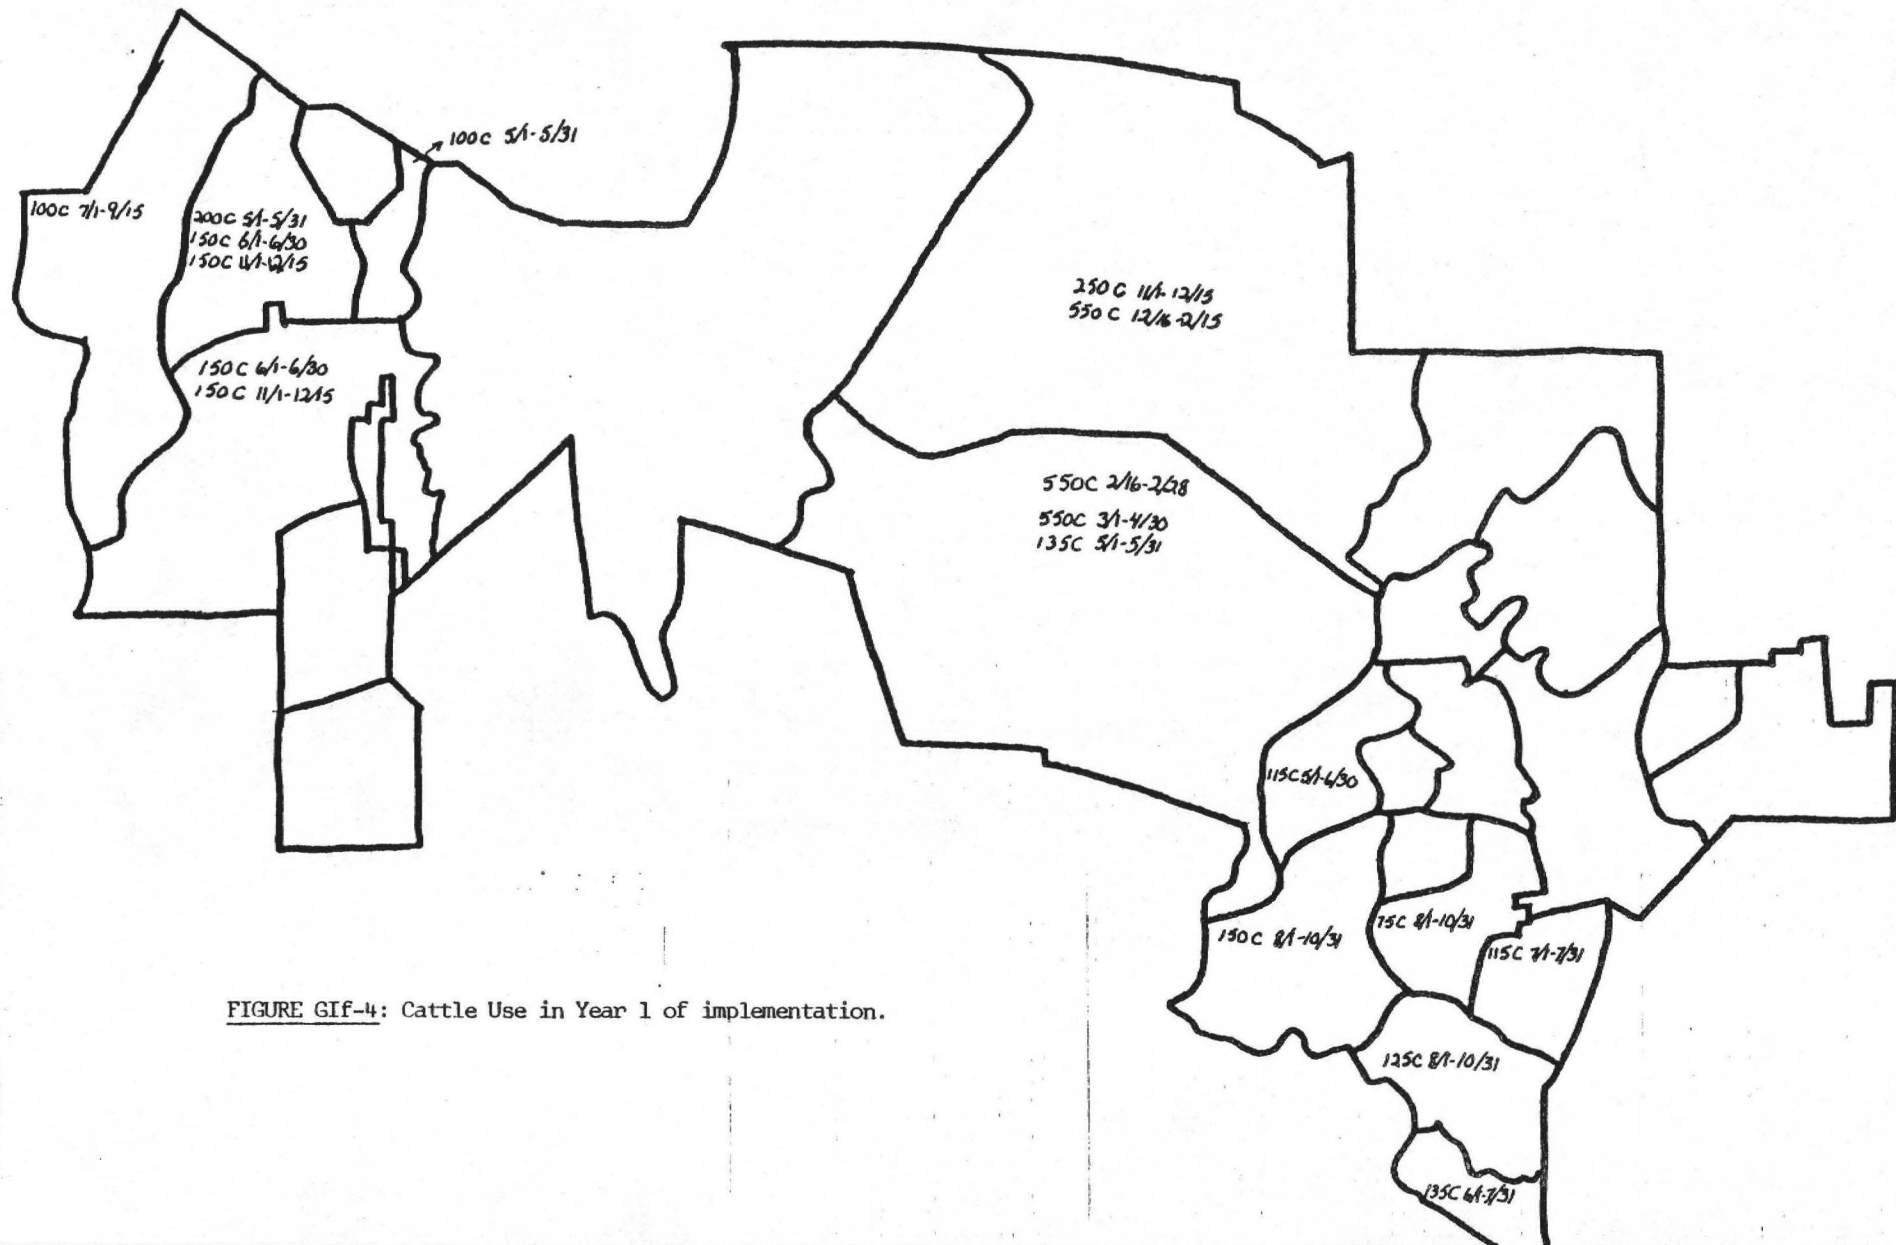 100C 5/1-5/31
100C 7/1-9/15
200C 5/1-5/31
150C 6/1-6/30
150C 11/1-12/15
250C 11/1-12/15
550C 12/16-2/15
150C 6/1-6/30
150C 11/1-12/15
550C 2/16-2/28
550C 3/1-4/30
135C 5/1-5/31
115C 5/1-6/30
150C 8/1-10/31
75C 8/1-10/31
115C 7/1-7/31
FIGURE GIf-4: Cattle Use in Year 1 of implementation.
125C 8/1-10/31
135C 6/1-7/31